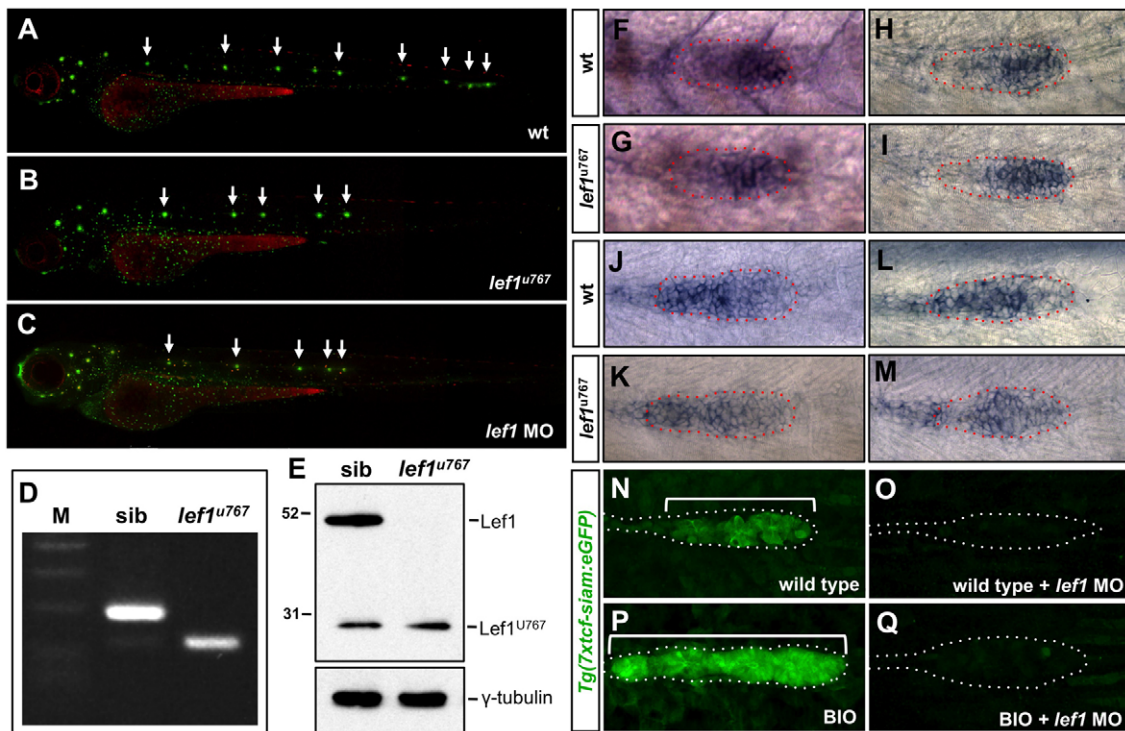 A
wt
B
lef1u767
C
lef1 MO
D
M
sib
lef1u767
E
sib
lef1u767
52
31
Lef1
Lef1U767
γ-tubulin
wt
F
H
lef1u767
G
I
wt
J
L
lef1u767
K
M
Tg(7xtcf-siam:eGFP)
N
wild type
O
wild type + lef1 MO
P
BIO
Q
BIO + lef1 MO